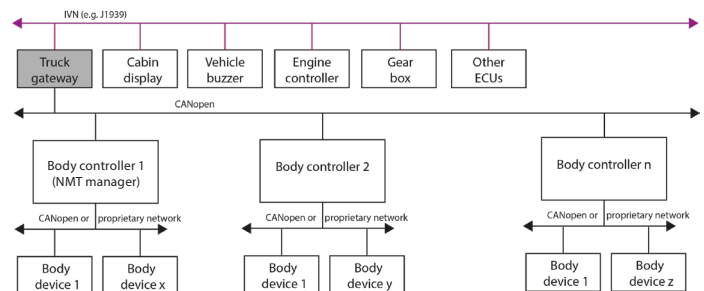 IVN (e.g. J1939)
Truck
gateway
Cabin
display
Vehicle
buzzer
Engine
controller
Gear
box
Other
ECUs
CANopen
Body controller 1
(NMT manager)
Body controller 2
Body controller n
CANopen or proprietary network
CANopen or proprietary network
CANopen or proprietary network
Body
device 1
Body
device x
Body
device 1
Body
device y
Body
device 1
Body
device z